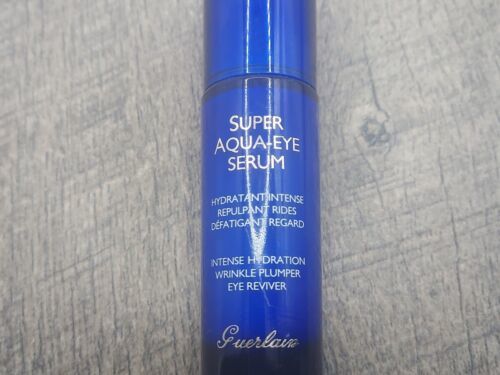 SUPER
AQUA-EYE
SERUM
HYDRATANT INTENSE
REPULPANT RIDES
DÉFATIGANT REGARD
INTENSE HYDRATION
WRINKLE PLUMPER
EYE REVIVER
Guerlain